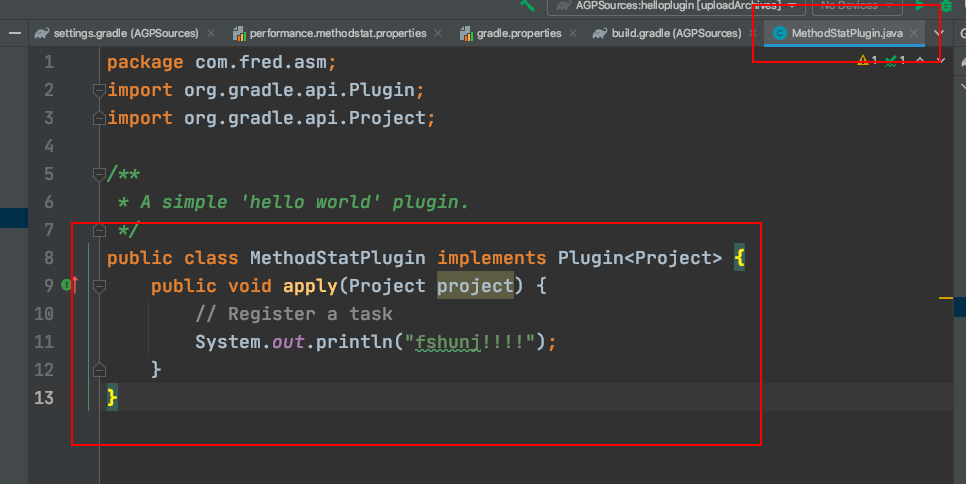 AGPSources:helloplugin [uploadArchives]
No Devices
settings.gradle (AGPSources)
performance.methodstat.properties
gradle.properties
build.gradle (AGPSources)
MethodStatPlugin.java
1 package com.fred.asm;
1 1
2 import org.gradle.api.Plugin;
3 import org.gradle.api.Project;
4
5 /**
6 * A simple 'hello world' plugin.
7 */
8 public class MethodStatPlugin implements Plugin<Project> {
9 public void apply(Project project) {
10 // Register a task
11 System.out.println("fshunj!!!!");
12 }
13 }